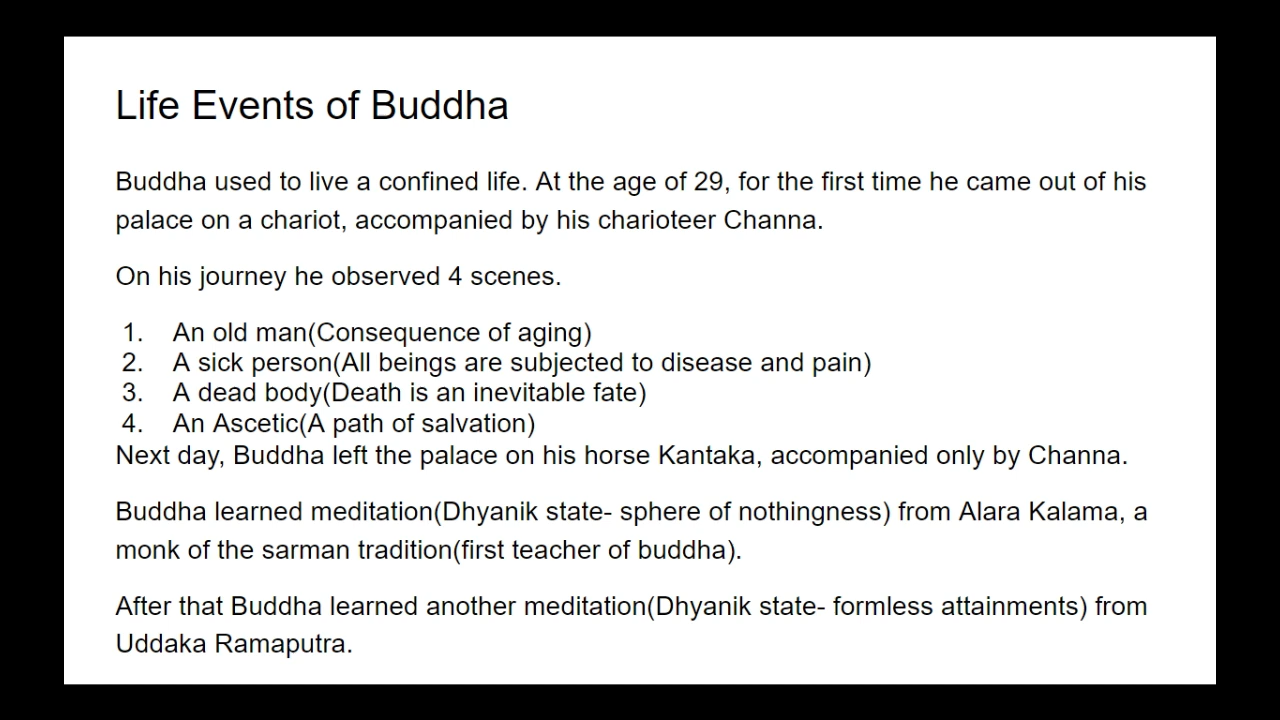 Life Events of Buddha
Buddha used to live a confined life. At the age of 29, for the first time he came out of his
palace on a chariot, accompanied by his charioteer Channa.
On his journey he observed 4 scenes.
1. An old man(Consequence of aging)
2. A sick person(All beings are subjected to disease and pain)
3. A dead body(Death is an inevitable fate)
4. An Ascetic(A path of salvation)
Next day, Buddha left the palace on his horse Kantaka, accompanied only by Channa.
Buddha learned meditation(Dhyanik state- sphere of nothingness) from Alara Kalama, a
monk of the sarman tradition(first teacher of buddha).
After that Buddha learned another meditation(Dhyanik state- formless attainments) from
Uddaka Ramaputra.